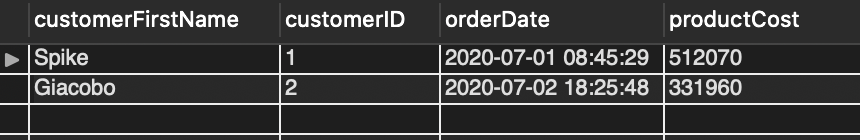 customerFirstName customerID orderDate productCost
Spike 1 2020-07-01 08:45:29 512070
Giacobo 2 2020-07-02 18:25:48 331960